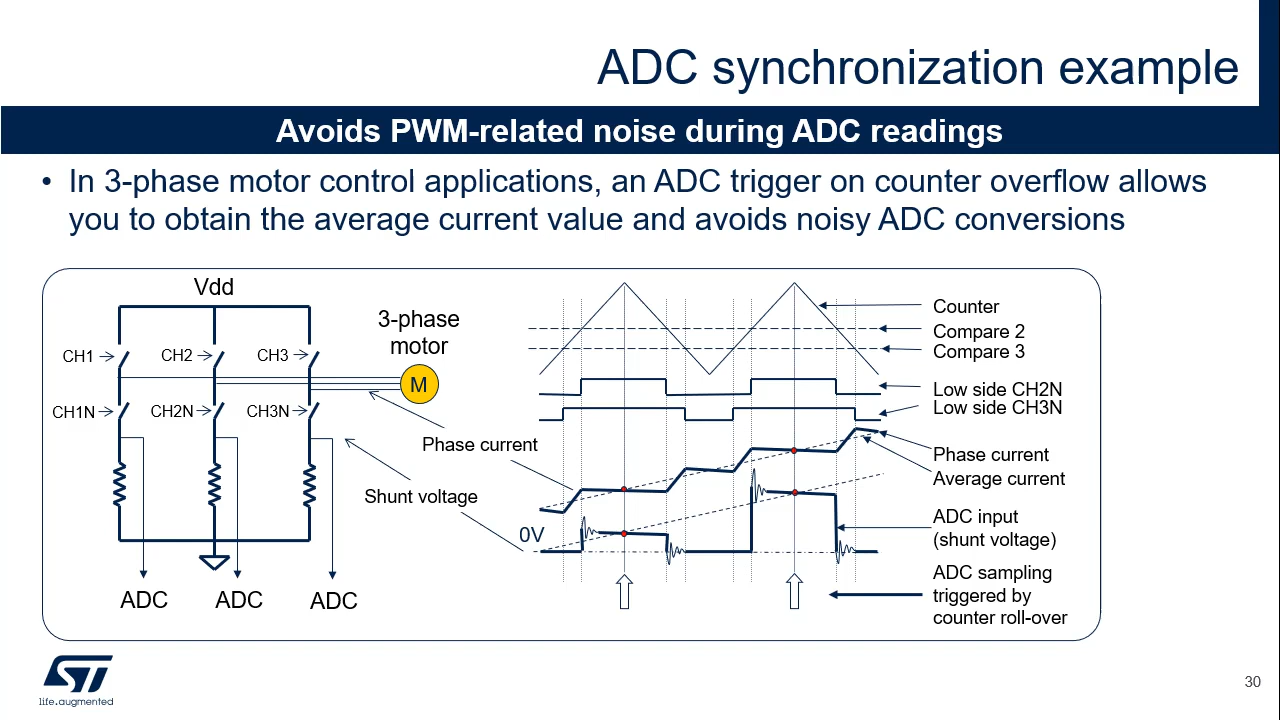 ADC synchronization example
Avoids PWM-related noise during ADC readings
• In 3-phase motor control applications, an ADC trigger on counter overflow allows
you to obtain the average current value and avoids noisy ADC conversions
Vdd
3-phase
motor
CH1
CH2
CH3
M
CH1N
CH2N
CH3N
Phase current
Shunt voltage
0V
ADC
ADC
ADC
Counter
Compare 2
Compare 3
Low side CH2N
Low side CH3N
Phase current
Average current
ADC input
(shunt voltage)
ADC sampling
triggered by
counter roll-over
ST
life.augmented
30